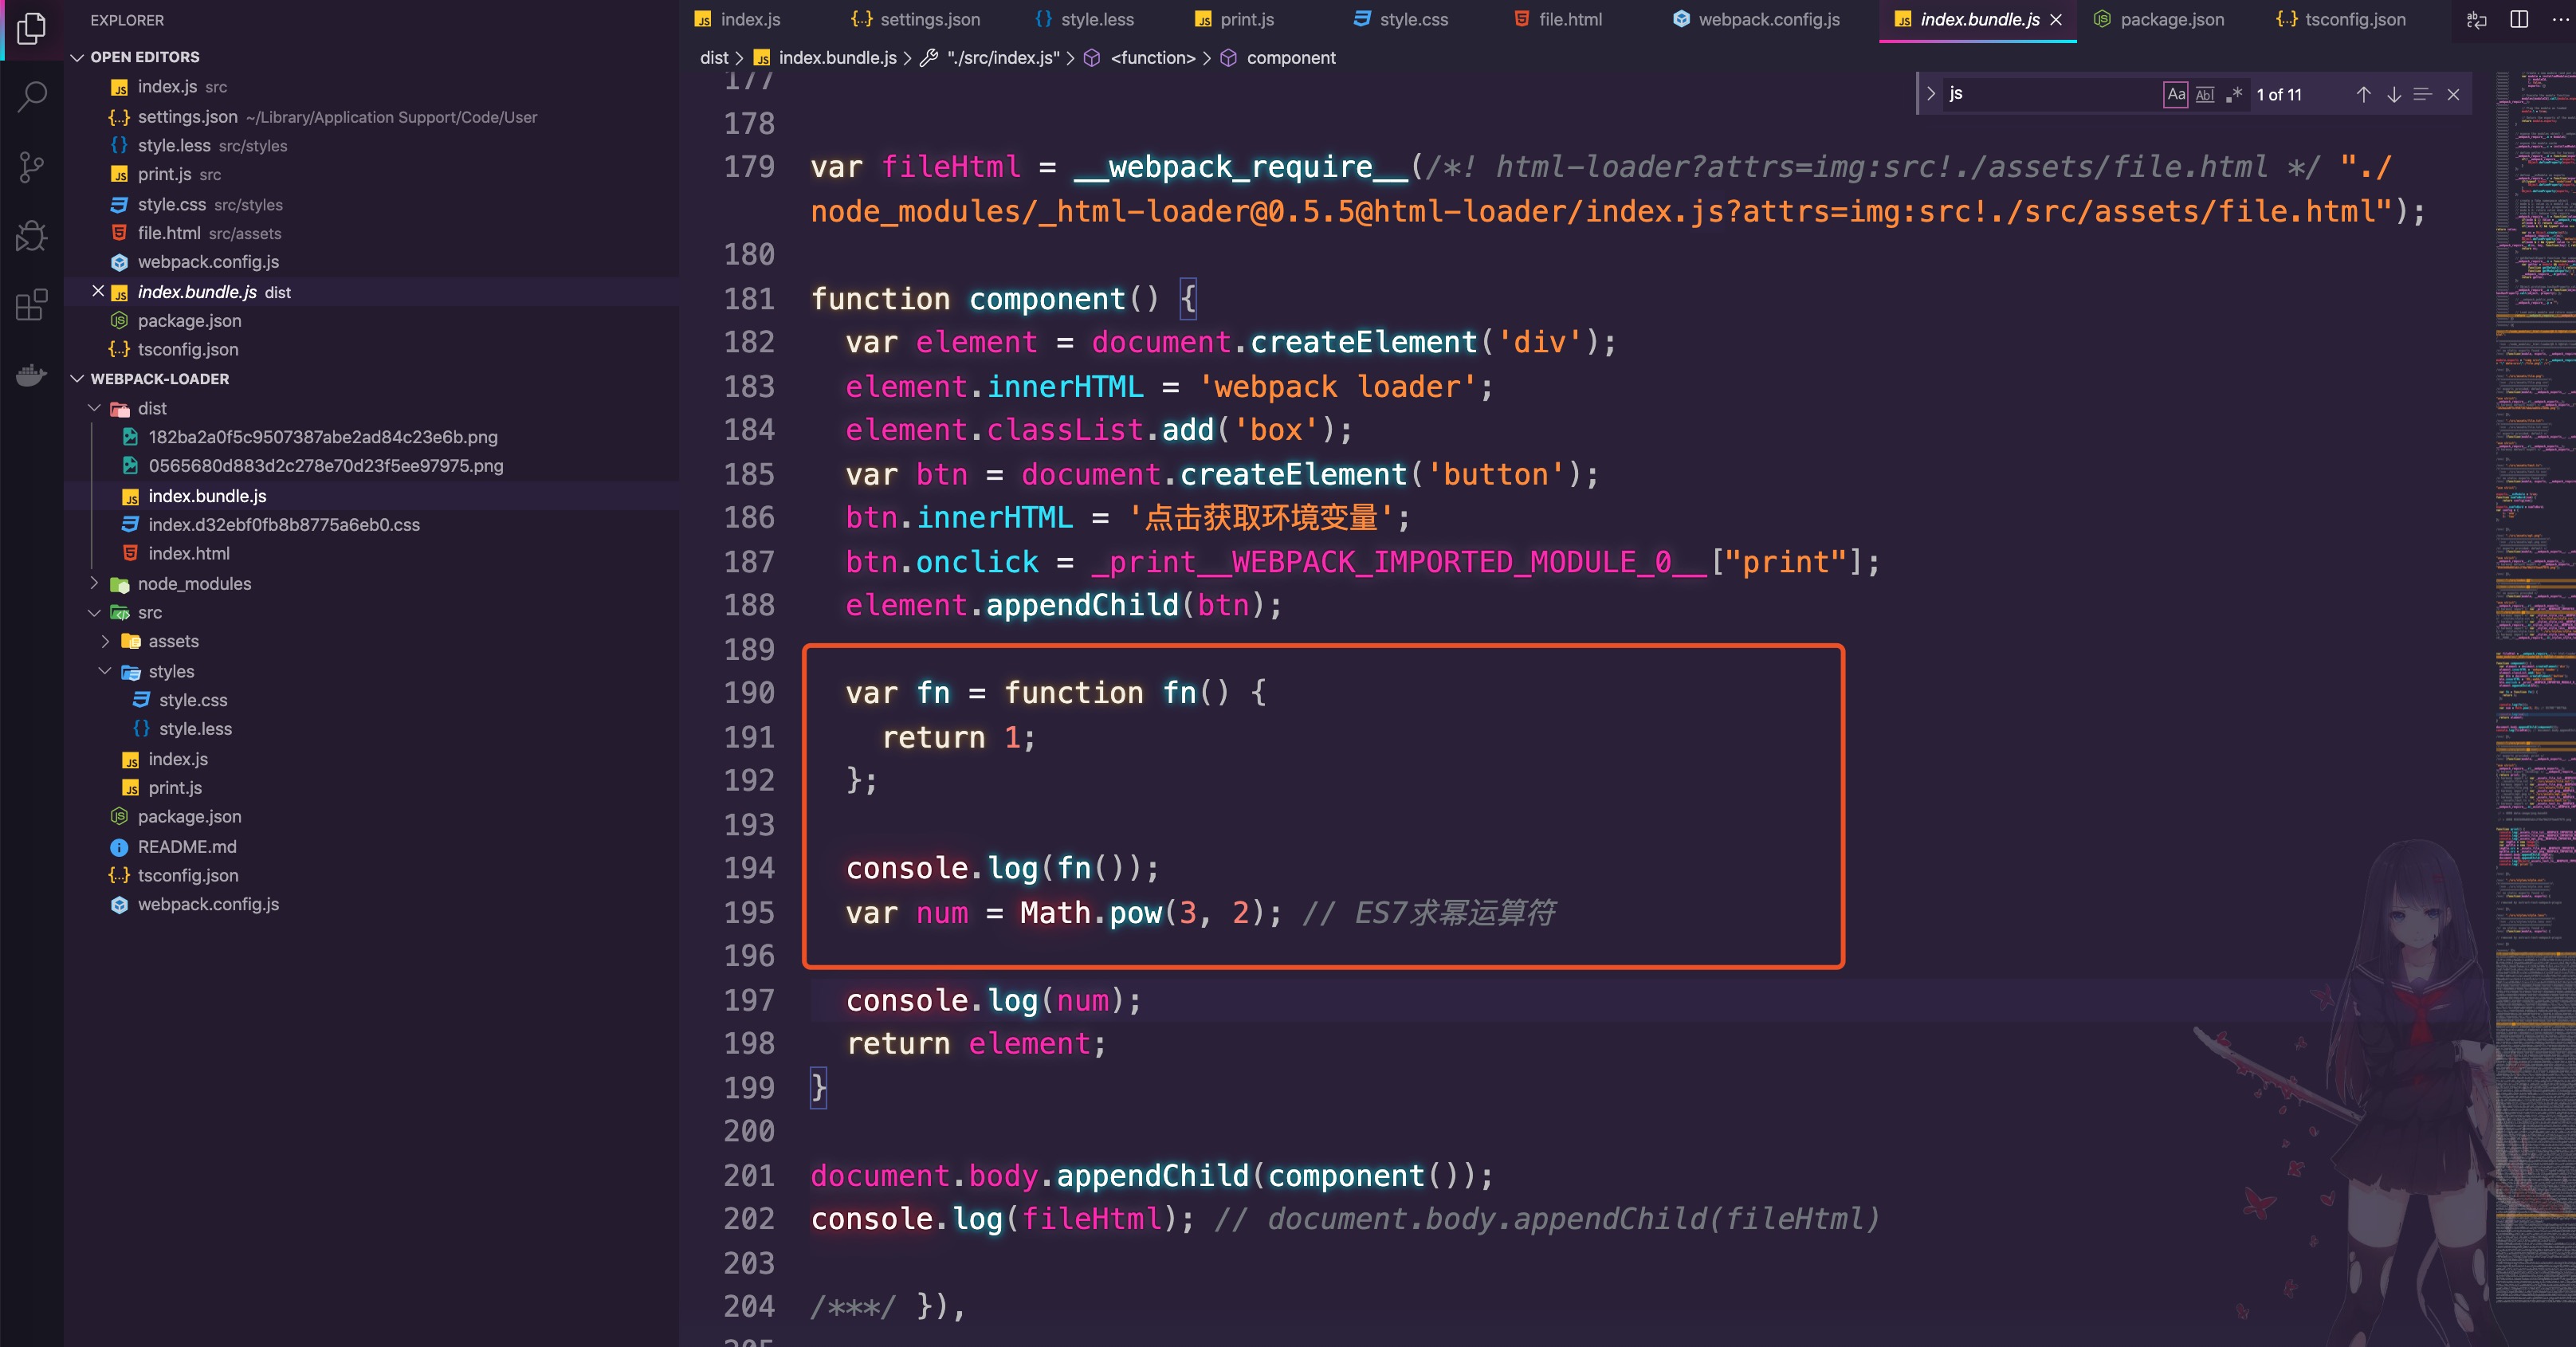 EXPLORER
OPEN EDITORS
index.js src
settings.json ~/Library/Application Support/Code/User
style.less src/styles
print.js src
style.css src/styles
file.html src/assets
webpack.config.js
index.bundle.js dist
package.json
tsconfig.json
WEBPACK-LOADER
dist
182ba2a0f5c9507387abe2ad84c23e6b.png
0565680d883d2c278e70d23f5ee97975.png
index.bundle.js
index.d32ebf0fb8b8775a6eb0.css
index.html
node_modules
src
assets
styles
style.css
style.less
index.js
print.js
package.json
README.md
tsconfig.json
webpack.config.js
index.js settings.json style.less print.js style.css file.html webpack.config.js index.bundle.js package.json tsconfig.json
dist > index.bundle.js > "./src/index.js" > <function> > component
js Aa Abl .* 1 of 11
177
178
179 var fileHtml = __webpack_require__(/*! html-loader?attrs=img:src!./assets/file.html */ "./
node_modules/_html-loader@0.5.5@html-loader/index.js?attrs=img:src!./src/assets/file.html");
180
181 function component() {
182 var element = document.createElement('div');
183 element.innerHTML = 'webpack loader';
184 element.classList.add('box');
185 var btn = document.createElement('button');
186 btn.innerHTML = '点击获取环境变量';
187 btn.onclick = _print__WEBPACK_IMPORTED_MODULE_0__["print"];
188 element.appendChild(btn);
189
190 var fn = function fn() {
191 return 1;
192 };
193
194 console.log(fn());
195 var num = Math.pow(3, 2); // ES7求幂运算符
196
197 console.log(num);
198 return element;
199 }
200
201 document.body.appendChild(component());
202 console.log(fileHtml); // document.body.appendChild(fileHtml)
203
204 /***/ }),